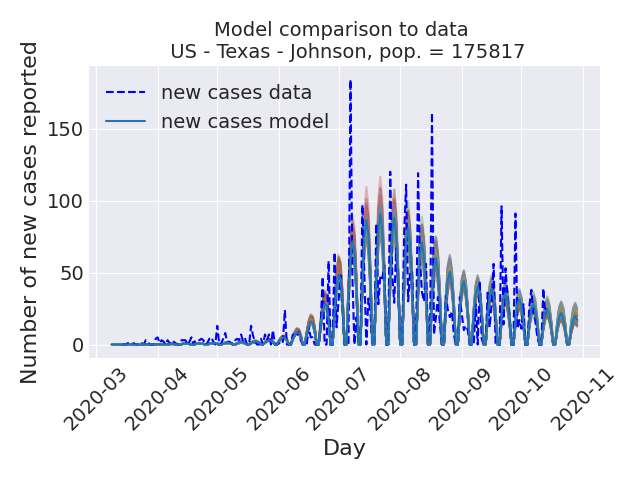 Model comparison to data
US - Texas - Johnson, pop. = 175817
Number of new cases reported
new cases data
new cases model
150
100
50
0
2020-03
2020-04
2020-05
2020-06
2020-07
2020-08
2020-09
2020-10
2020-11
Day